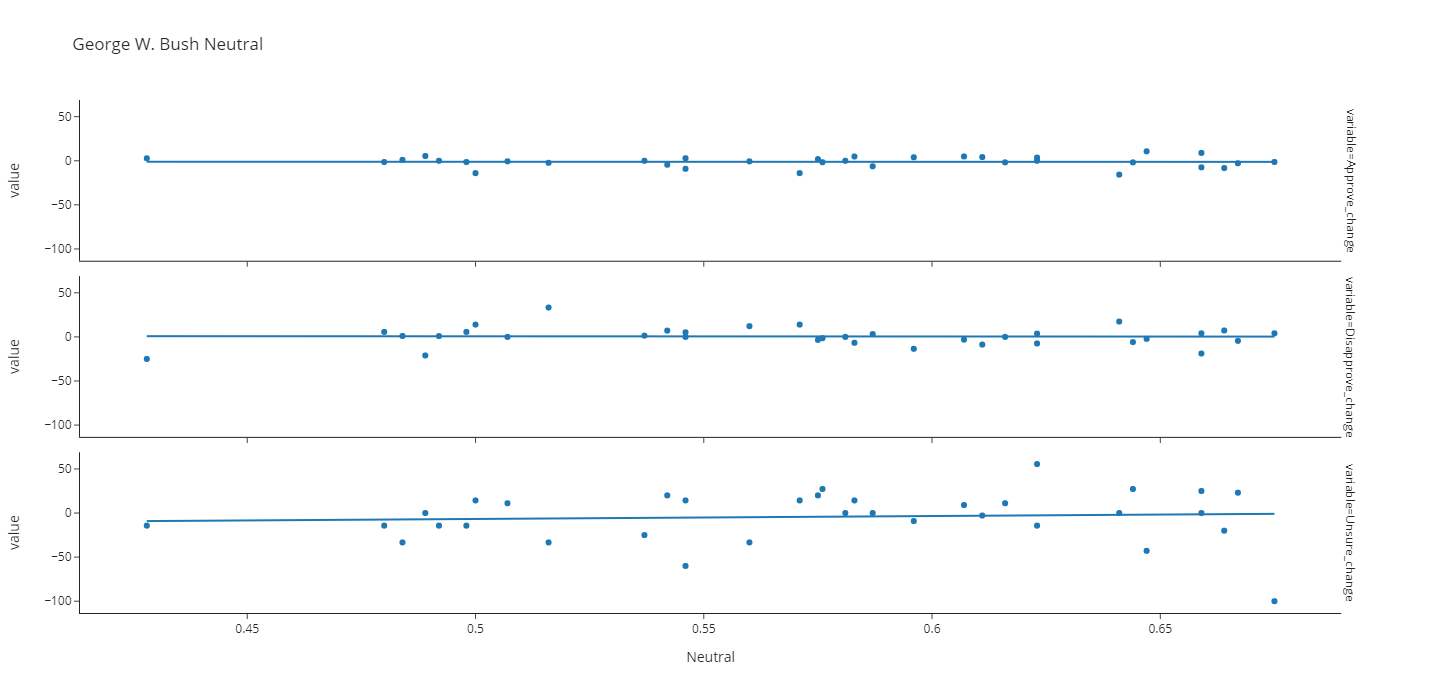 George W. Bush Neutral
50
0
−50
−100
value
variable=Approve_change
50
0
−50
−100
value
variable=Disapprove_change
50
0
−50
−100
value
variable=Unsure_change
0.45 0.5 0.55 0.6 0.65
Neutral